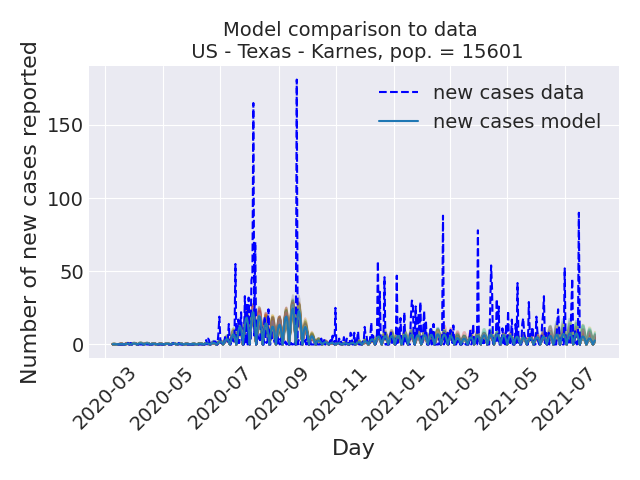 Model comparison to data
US - Texas - Karnes, pop. = 15601
new cases data
new cases model
Number of new cases reported
150
100
50
0
2020-03
2020-05
2020-07
2020-09
2020-11
2021-01
2021-03
2021-05
2021-07
Day